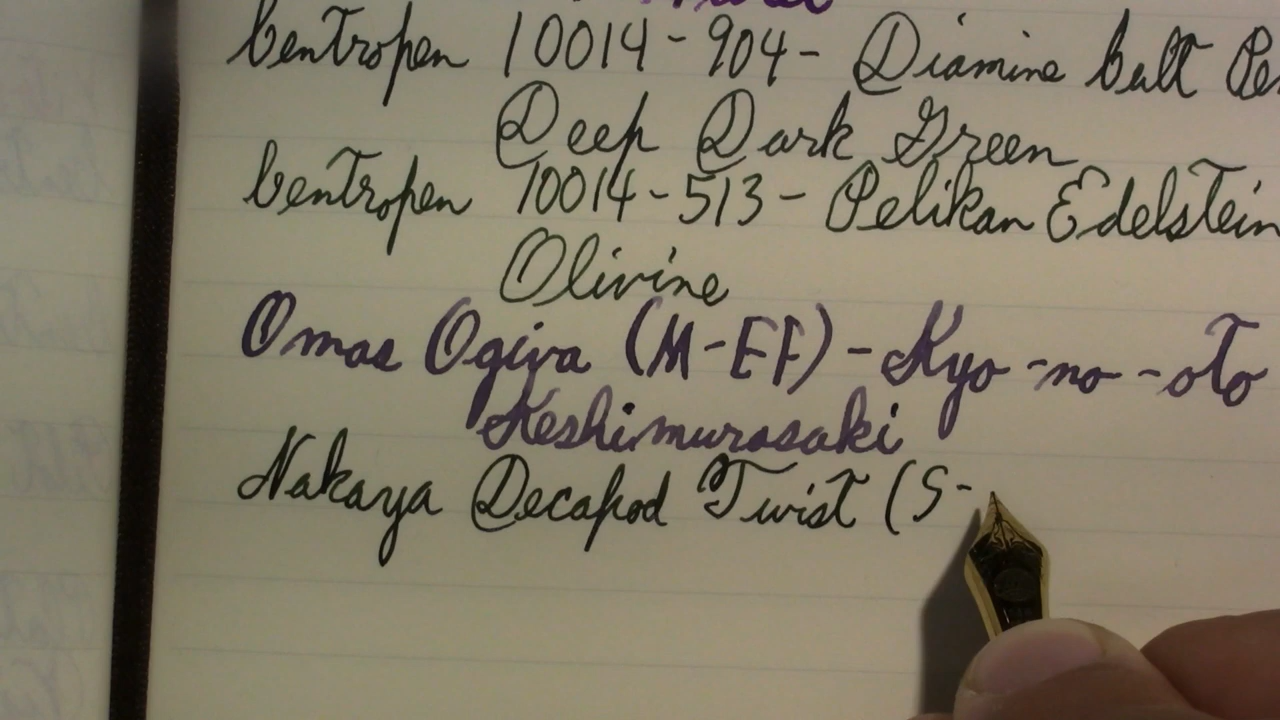 Centropen 10014 - 904 - Diamine Salt
Deep Dark Green
Centropen 10014 - 513 - Pelikan Edelstein
Olivine
Omas Ogiva (M-EF) - Kyo-no-oto
Keshimurasaki
Nakaya Decapod Twist (S-